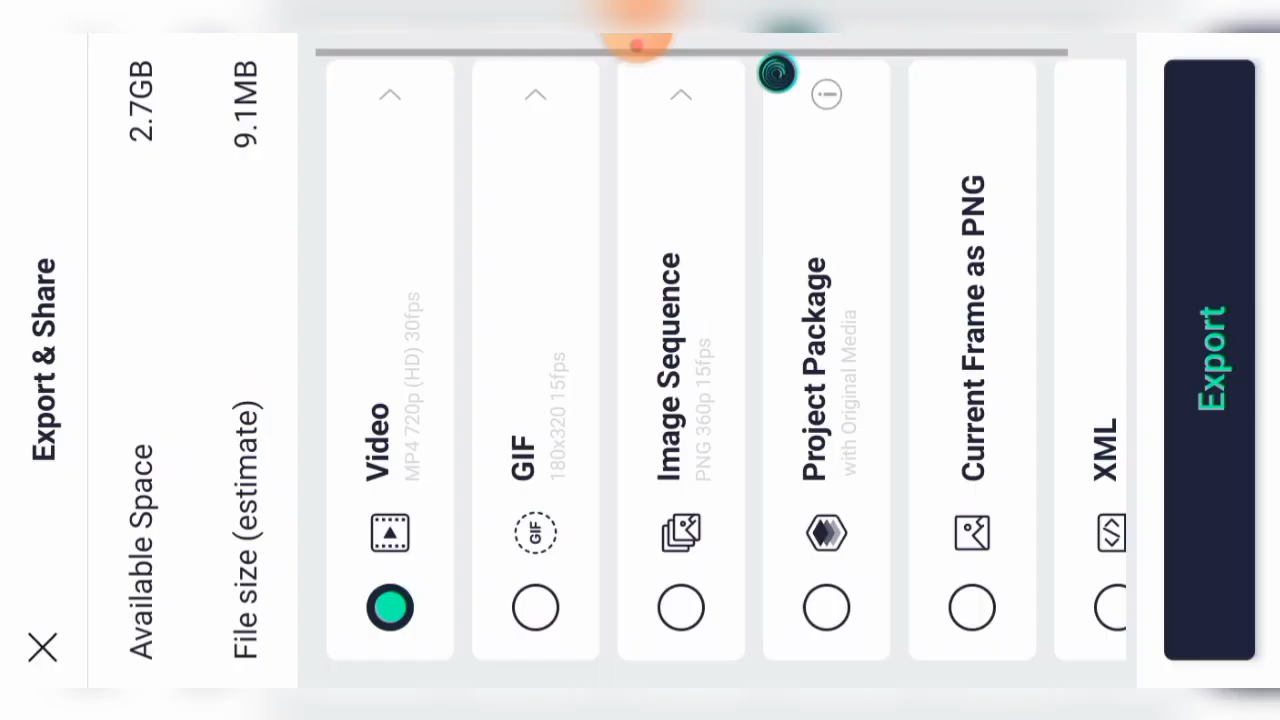 Export & Share
Available Space 2.7GB
File size (estimate) 9.1MB
Video
MP4 720p (HD) 30fps
GIF
GIF
180x320 15fps
Image Sequence
PNG 360p 15fps
Project Package
with Original Media
Current Frame as PNG
XML
Export